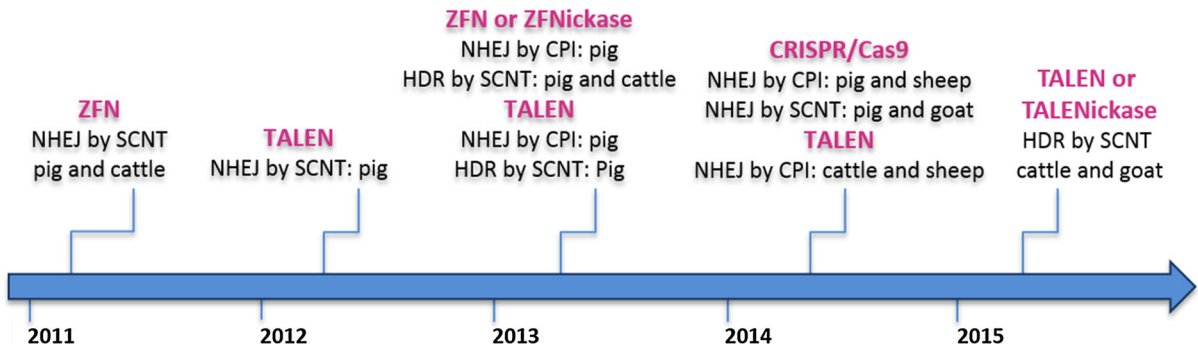 ZFN
NHEJ by SCNT
pig and cattle
TALEN
NHEJ by SCNT: pig
ZFN or ZFNickase
NHEJ by CPI: pig
HDR by SCNT: pig and cattle
TALEN
NHEJ by CPI: pig
HDR by SCNT: Pig
CRISPR/Cas9
NHEJ by CPI: pig and sheep
NHEJ by SCNT: pig and goat
TALEN
NHEJ by CPI: cattle and sheep
TALEN or
TALENickase
HDR by SCNT
cattle and goat
2011
2012
2013
2014
2015